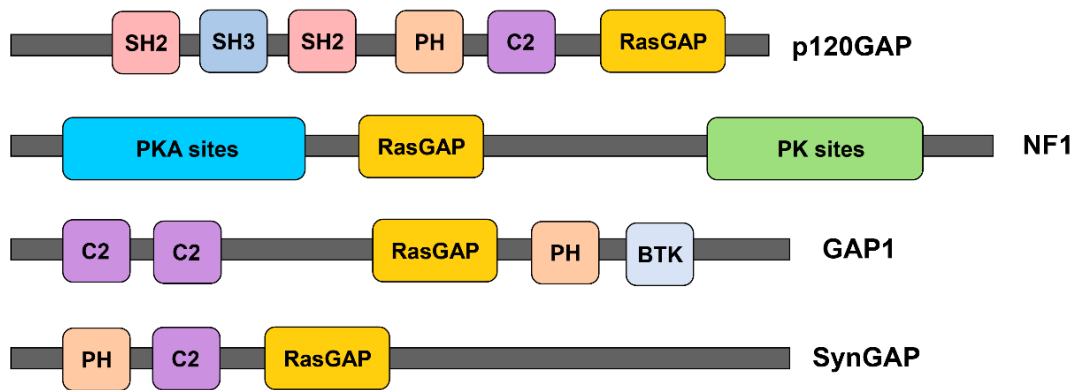 SH2 SH3 SH2 PH C2 RasGAP p120GAP
PKA sites RasGAP PK sites NF1
C2 C2 RasGAP PH BTK GAP1
PH C2 RasGAP SynGAP